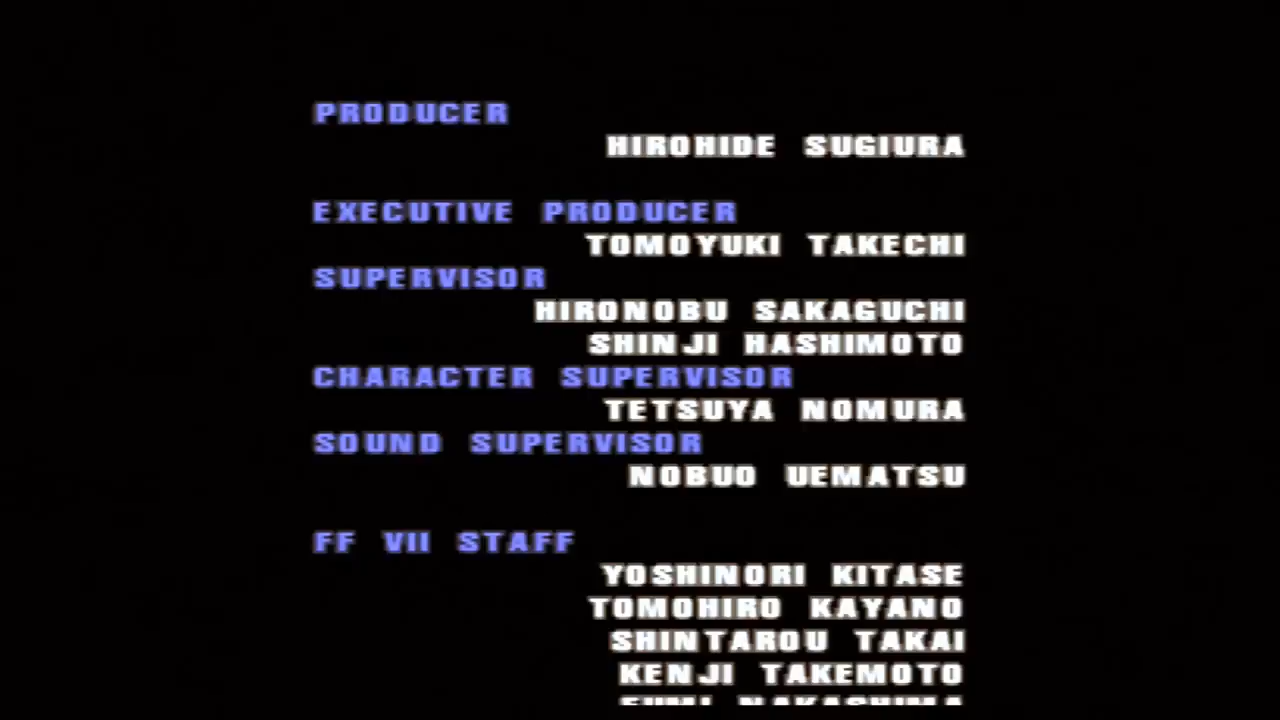 PRODUCER
HIROHIDE SUGIURA
EXECUTIVE PRODUCER
TOMOYUKI TAKECHI
SUPERVISOR
HIRONOBU SAKAGUCHI
SHINJI HASHIMOTO
CHARACTER SUPERVISOR
TETSUYA NOMURA
SOUND SUPERVISOR
NOBUO UEMATSU
FF VII STAFF
YOSHINORI KITASE
TOMOHIRO KAYANO
SHINTAROU TAKAI
KENJI TAKEMOTO
NAKASHIMA